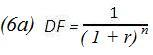 (6a) DF = 1 / (1 + r)^n